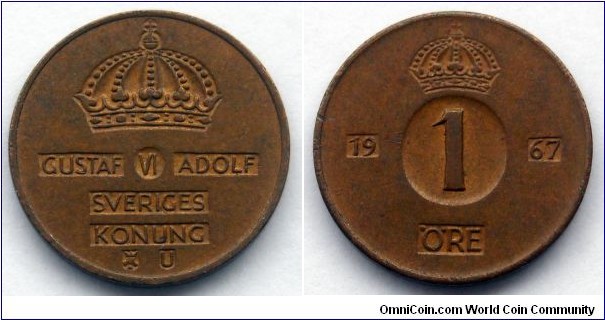 GUSTAF VI ADOLF
SVERIGES
KONUNG
U
19 1 67
ÖRE
OmniCoin.com World Coin Community